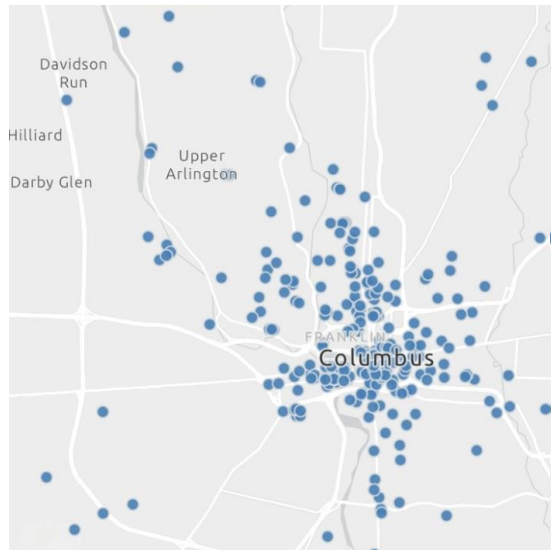 Davidson
Run
Hilliard
Upper
Arlington
Darby Glen
FRANKLIN
Columbus